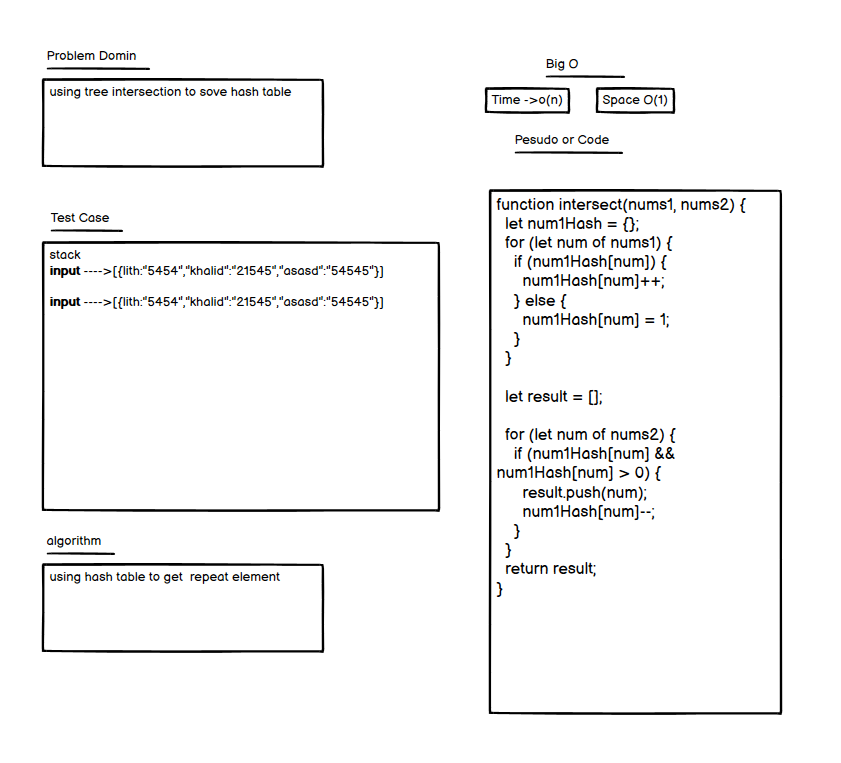 Problem Domin
using tree intersection to sove hash table
Test Case
stack
input ---->[{lith:"5454","khalid":"21545","asasd":"54545"}]
input ---->[{lith:"5454","khalid":"21545","asasd":"54545"}]
algorithm
using hash table to get  repeat element
Big O
Time ->o(n)
Space O(1)
Pesudo or Code
function intersect(nums1, nums2) {
  let num1Hash = {};
  for (let num of nums1) {
    if (num1Hash[num]) {
      num1Hash[num]++;
    } else {
      num1Hash[num] = 1;
    }
  }
  let result = [];
  for (let num of nums2) {
    if (num1Hash[num] &&
num1Hash[num] > 0) {
      result.push(num);
      num1Hash[num]--;
    }
  }
  return result;
}